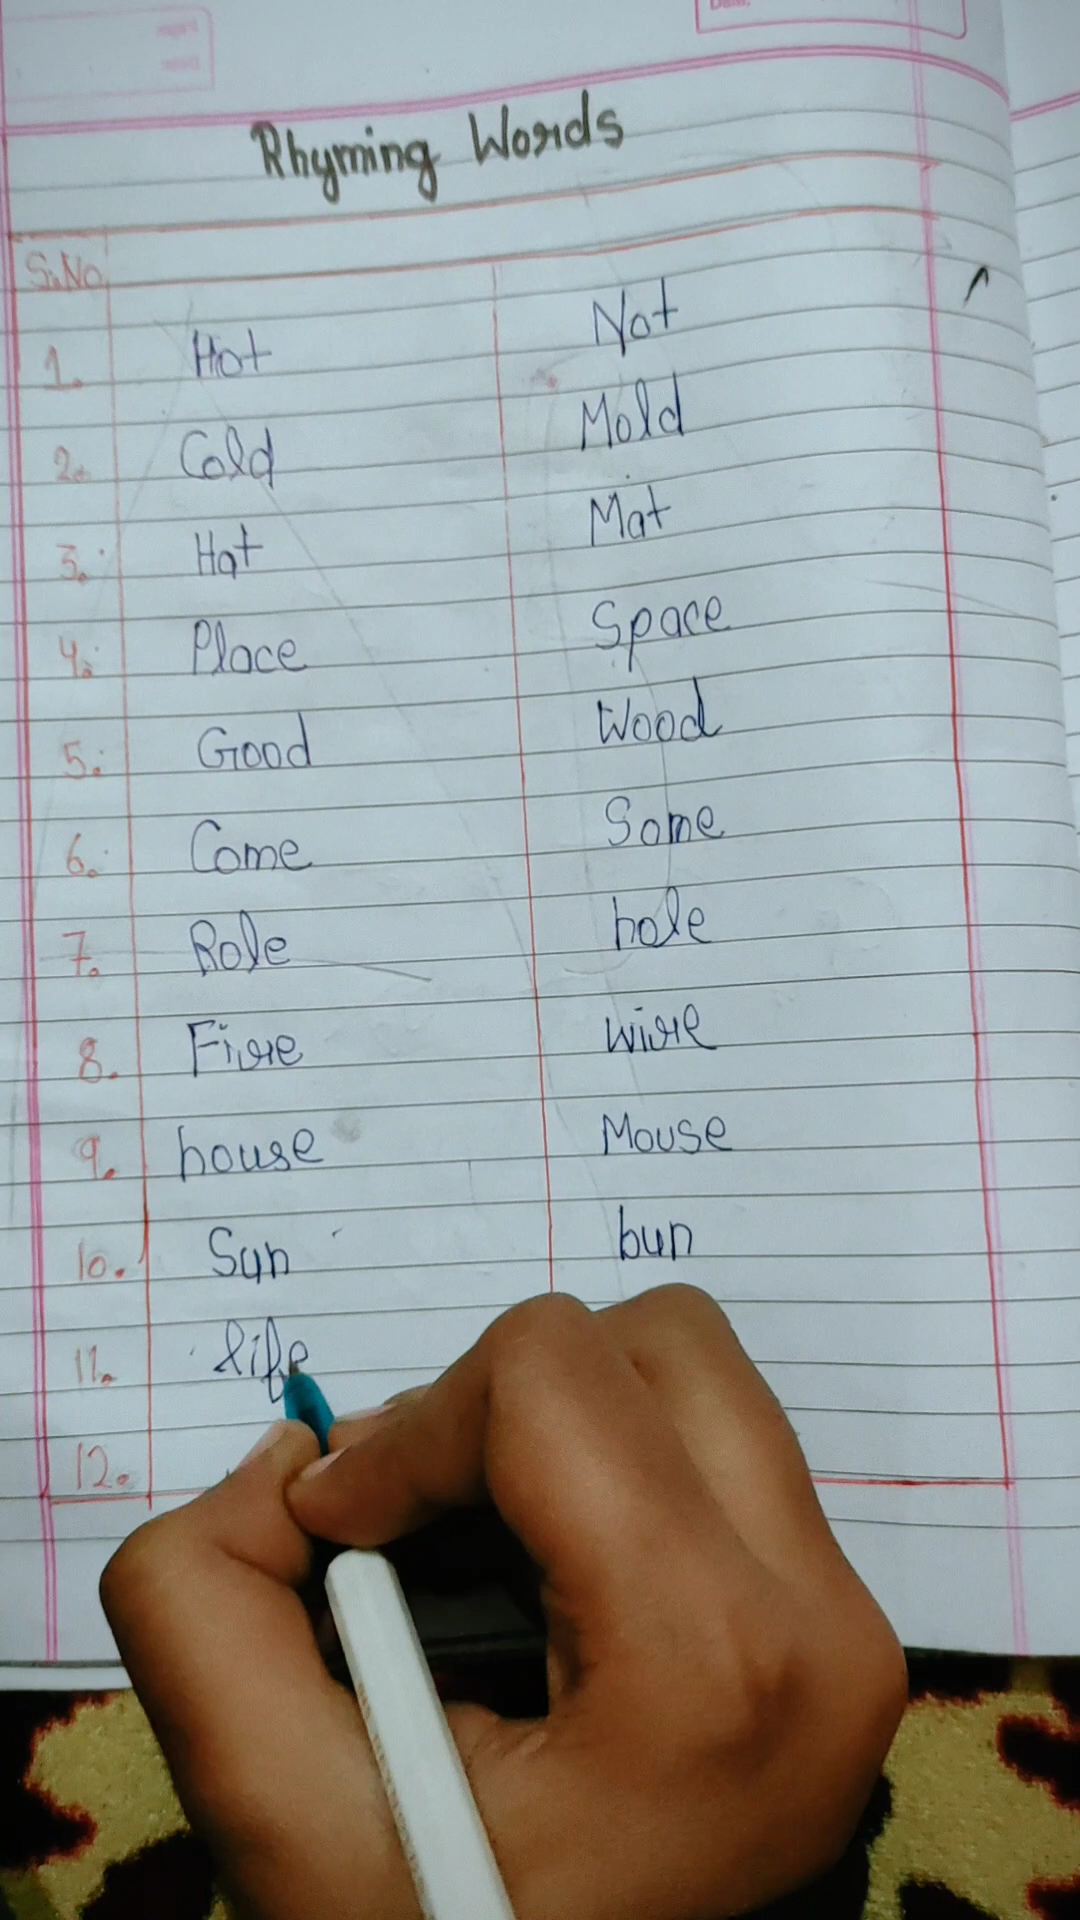 Date:
Rhyming Words
S.No.
1. Hot Not
2. Cold Mold
3. Hat Mat
4. Place Space
5. Good Wood
6. Come Some
7. Role hole
8. Fire wire
9. house Mouse
10. Sun bun
11. life
12.